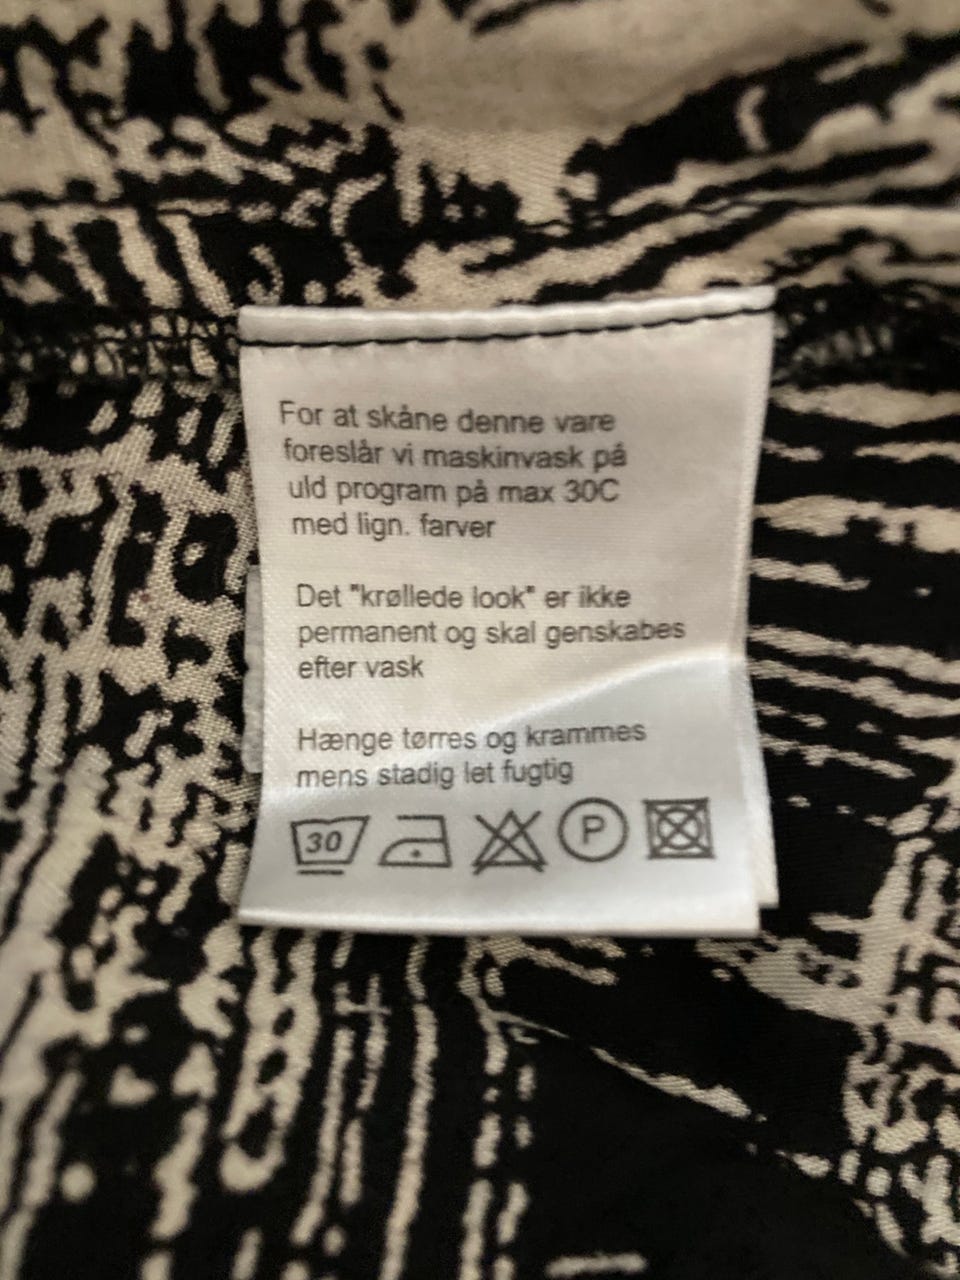 For at skåne denne vare
foreslår vi maskinvask på
uld program på max 30C
med lign. farver
Det "krøllede look" er ikke
permanent og skal genskabes
efter vask
Hænge tørres og krammes
mens stadig let fugtig
30 P